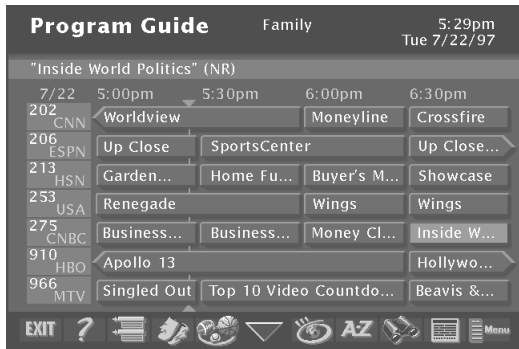 Program Guide Family 5:29pm
Tue 7/22/97
"Inside World Politics" (NR)
7/22 5:00pm 5:30pm 6:00pm 6:30pm
202 CNN Worldview Moneyline Crossfire
206 ESPN Up Close SportsCenter Up Close...
213 HSN Garden... Home Fu... Buyer's M... Showcase
253 USA Renegade Wings Wings
275 CNBC Business... Business... Money Cl... Inside W...
910 HBO Apollo 13 Hollywo...
966 MTV Singled Out Top 10 Video Countdo... Beavis &...
EXIT ? A-Z Menu